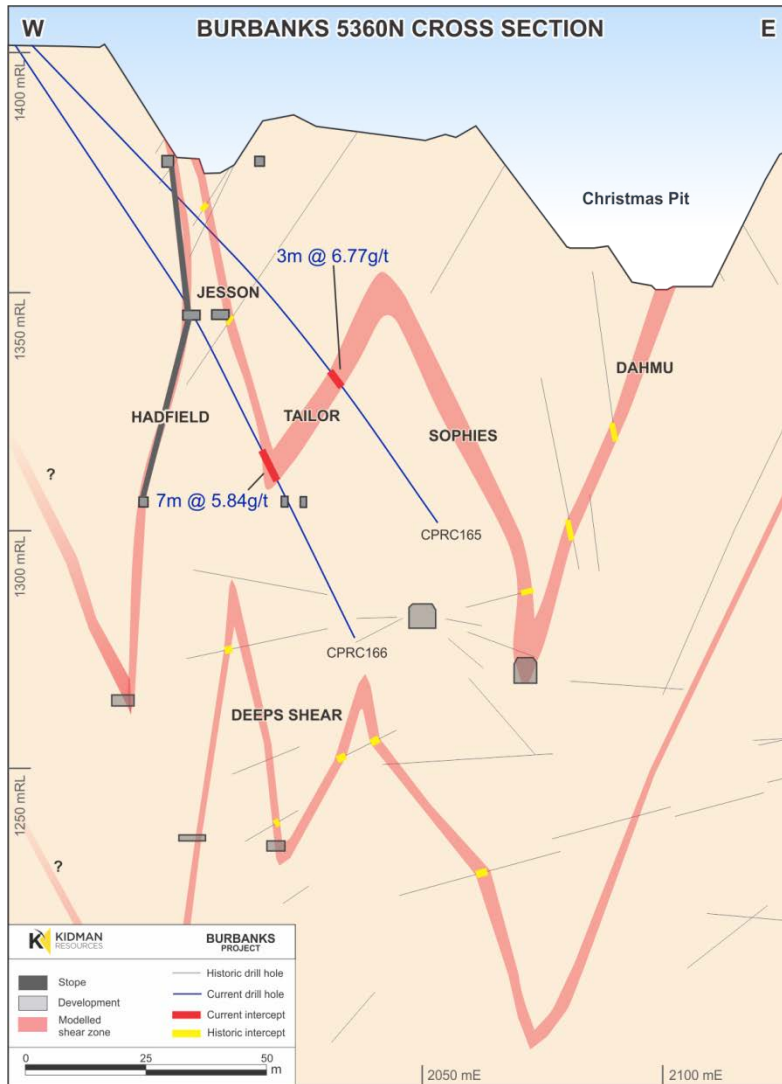 W
BURBANKS 5360N CROSS SECTION
E
1400 mRL
Christmas Pit
3m @ 6.77g/t
JESSON
1350 mRL
DAHMU
HADFIELD
TAILOR
SOPHIES
?
7m @ 5.84g/t
CPRC165
1300 mRL
CPRC166
DEEPS SHEAR
1250 mRL
?
KIDMAN
RESOURCES
BURBANKS
PROJECT
Stope
Development
Modelled
shear zone
Historic drill hole
Current drill hole
Current intercept
Historic intercept
0 25 50
m
2050 mE
2100 mE